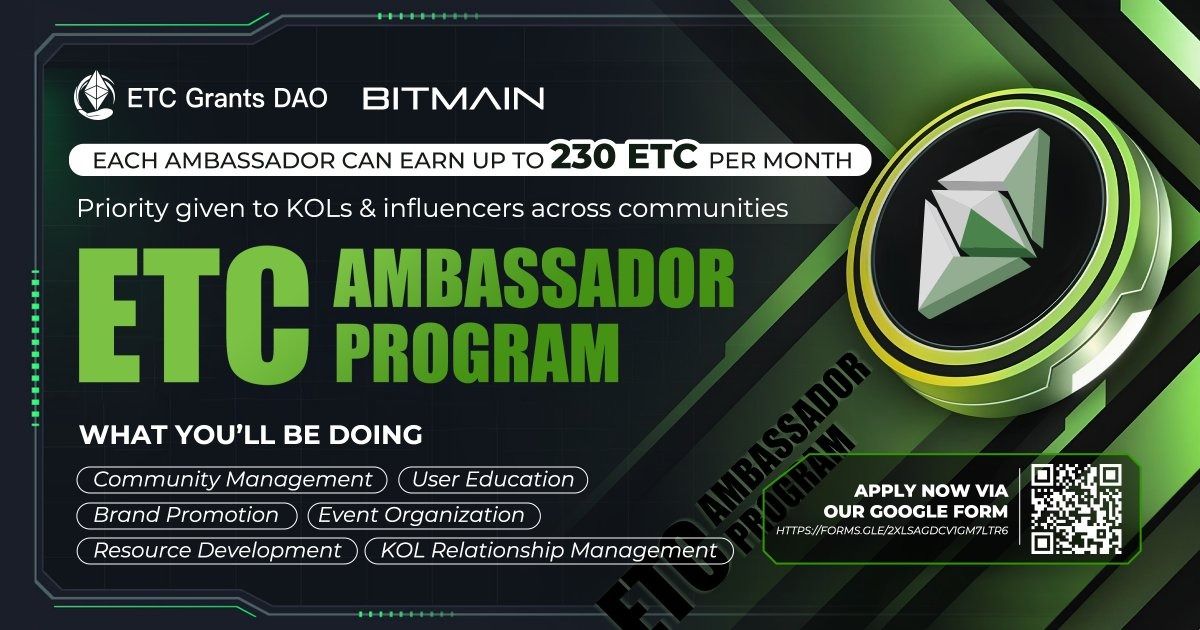 ETC Grants DAO BITMAIN
EACH AMBASSADOR CAN EARN UP TO 230 ETC PER MONTH
Priority given to KOLs & influencers across communities
ETC AMBASSADOR
PROGRAM
WHAT YOU'LL BE DOING
Community Management
User Education
Brand Promotion
Event Organization
Resource Development
KOL Relationship Management
ETC AMBASSADOR
PROGRAM
APPLY NOW VIA
OUR GOOGLE FORM
HTTPS://FORMS.GLE/2XLSAGDCV1GM7LTR6